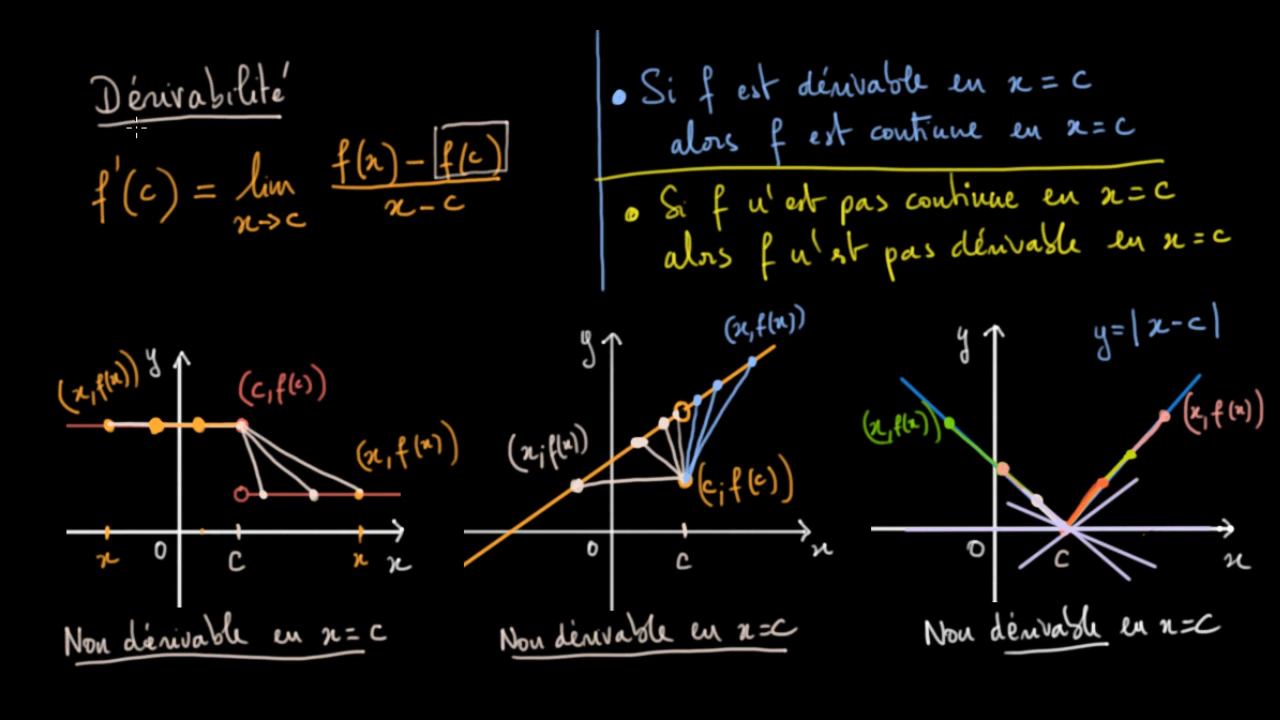 Dérivabilité
f'(c) = lim f(x) - f(c)
x→c x - c
• Si f est dérivable en x = c
alors f est continue en x = c
• Si f n'est pas continue en x = c
alors f n'est pas dérivable en x = c
(x, f(x))
y
(c, f(c))
(x, f(x))
x
0
c
x
x
Non dérivable en x = c
y
(x, f(x))
(x; f(x))
(c; f(c))
0
c
x
Non dérivable en x = c
y
y = | x - c |
(x, f(x))
(x, f(x))
0
c
x
Non dérivable en x = c